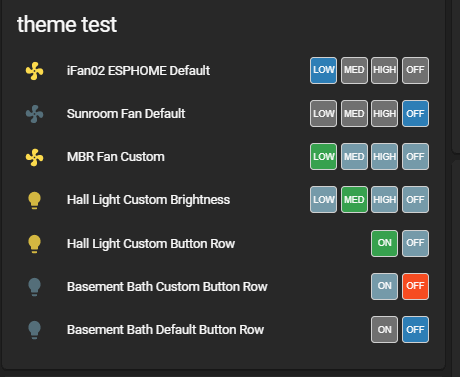 theme test
iFan02 ESPHOME Default LOW MED HIGH OFF
Sunroom Fan Default LOW MED HIGH OFF
MBR Fan Custom LOW MED HIGH OFF
Hall Light Custom Brightness LOW MED HIGH OFF
Hall Light Custom Button Row ON OFF
Basement Bath Custom Button Row ON OFF
Basement Bath Default Button Row ON OFF